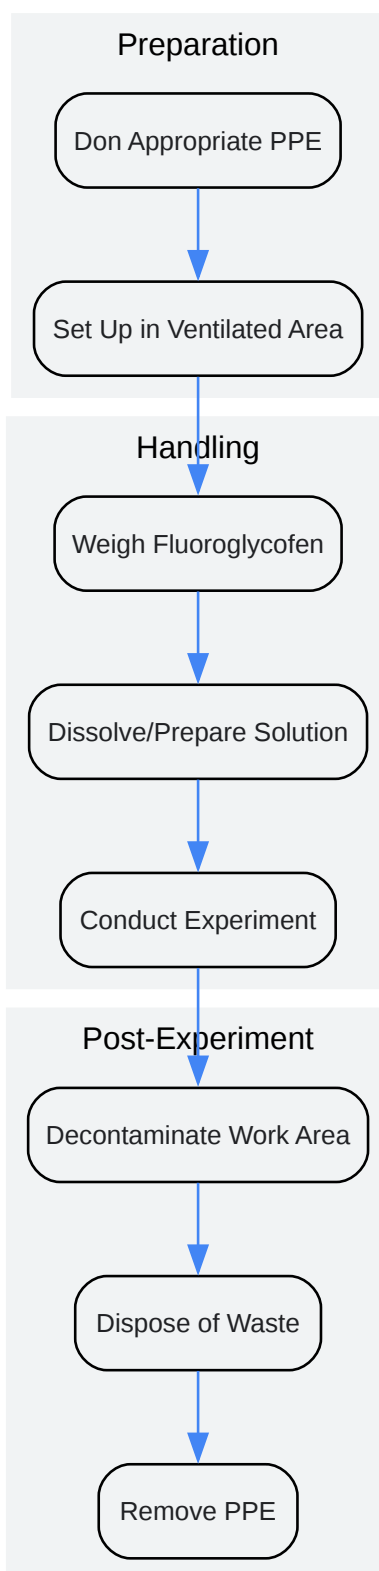 Preparation
Don Appropriate PPE
Set Up in Ventilated Area
Handling
Weigh Fluoroglycofen
Dissolve/Prepare Solution
Conduct Experiment
Post-Experiment
Decontaminate Work Area
Dispose of Waste
Remove PPE